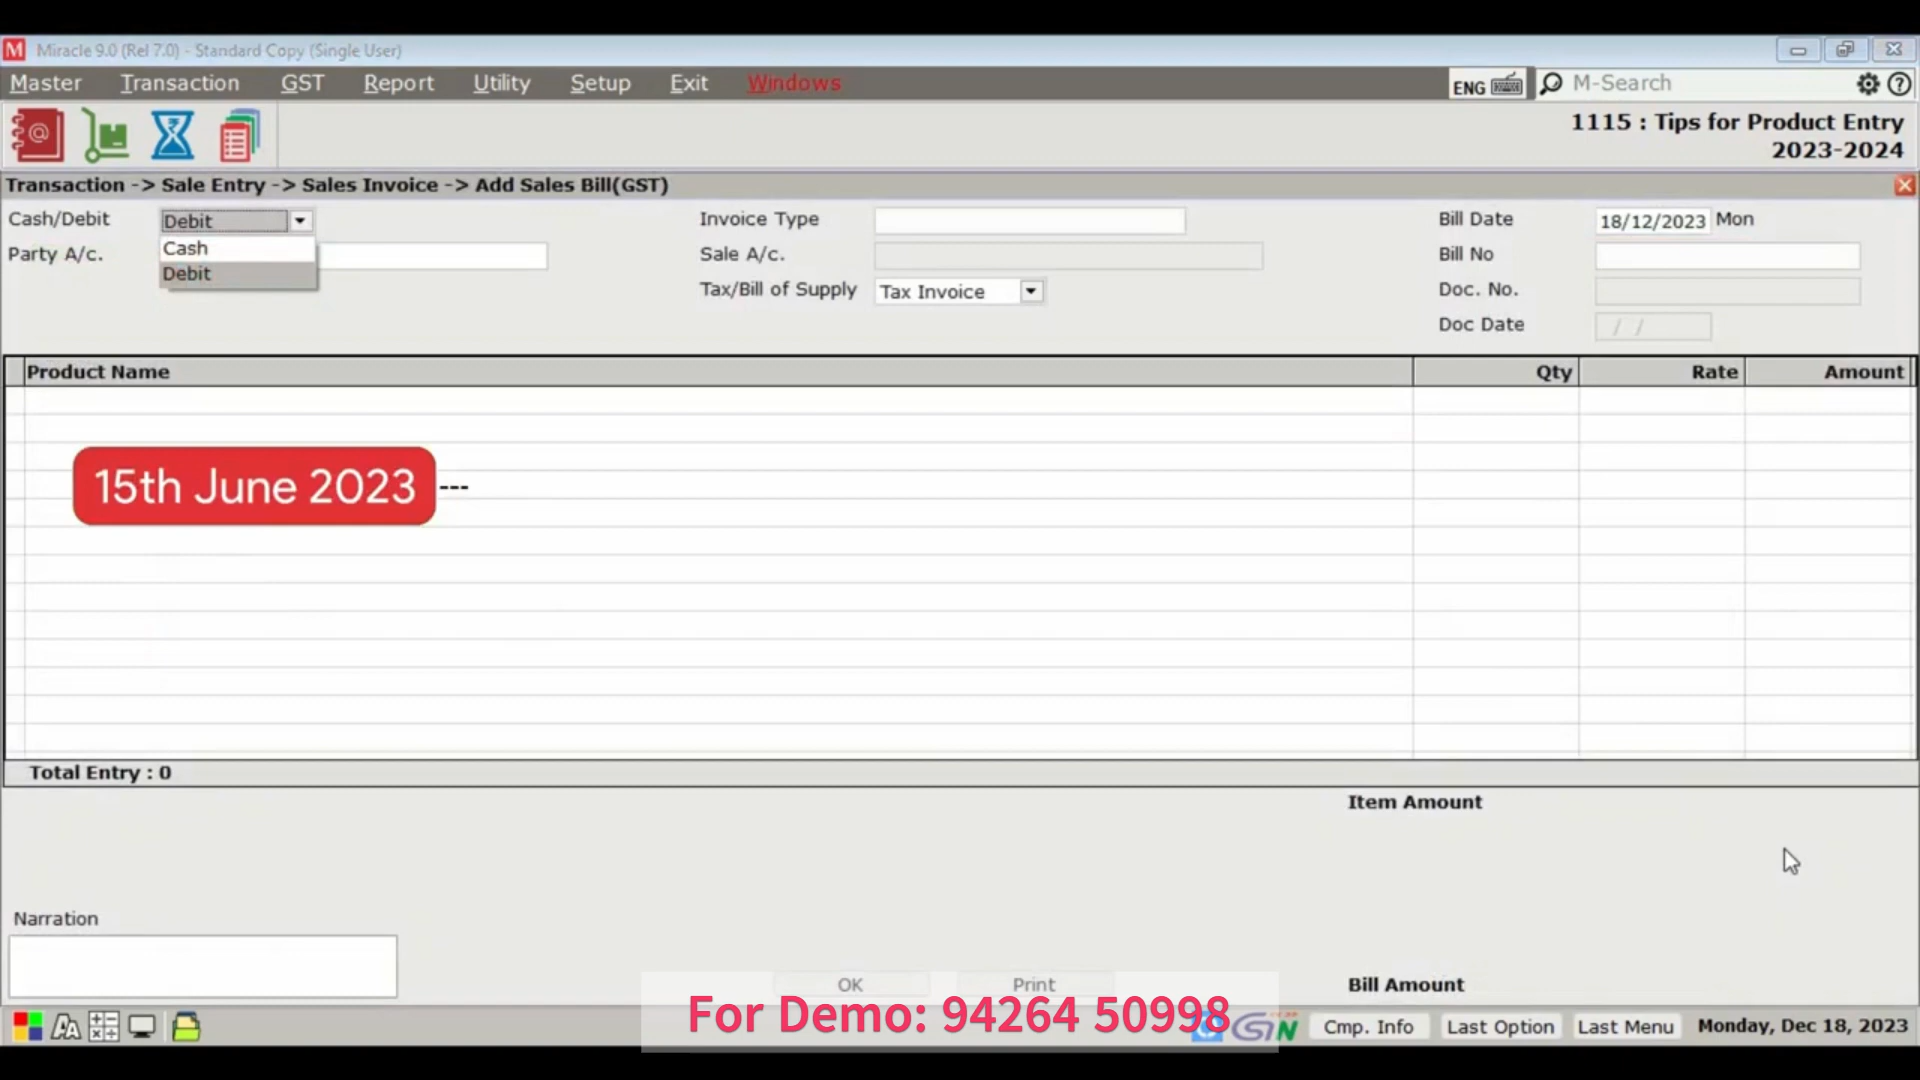 Miracle 9.0 (Rel 7.0) - Standard Copy (Single User)
Master Transaction GST Report Utility Setup Exit Windows ENG M-Search
1115 : Tips for Product Entry
2023-2024
Transaction -> Sale Entry -> Sales Invoice -> Add Sales Bill(GST)
Cash/Debit Debit Invoice Type Bill Date 18/12/2023 Mon
Cash
Party A/c. Sale A/c. Bill No
Debit
Tax/Bill of Supply Tax Invoice Doc. No.
Doc Date / /
Product Name Qty Rate Amount
15th June 2023 ---
Total Entry : 0
Item Amount
Narration
OK Print Bill Amount
For Demo: 94264 50998
Cmp. Info Last Option Last Menu Monday, Dec 18, 2023